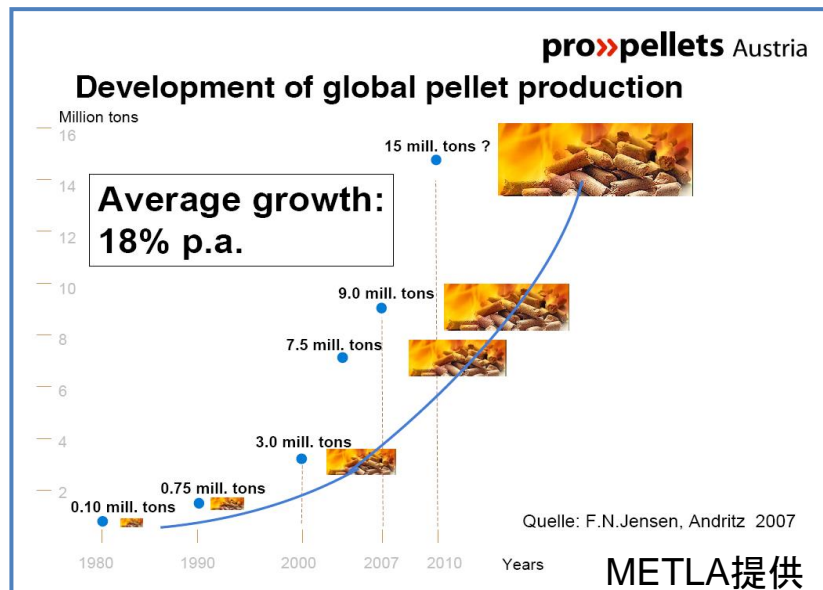 pro»pellets Austria
Development of global pellet production
Million tons
16
15 mill. tons ?
14
Average growth:
18% p.a.
12
10
9.0 mill. tons
8
7.5 mill. tons
6
4
3.0 mill. tons
2
0.75 mill. tons
0.10 mill. tons
Quelle: F.N.Jensen, Andritz 2007
1980 1990 2000 2007 2010 Years
METLA提供